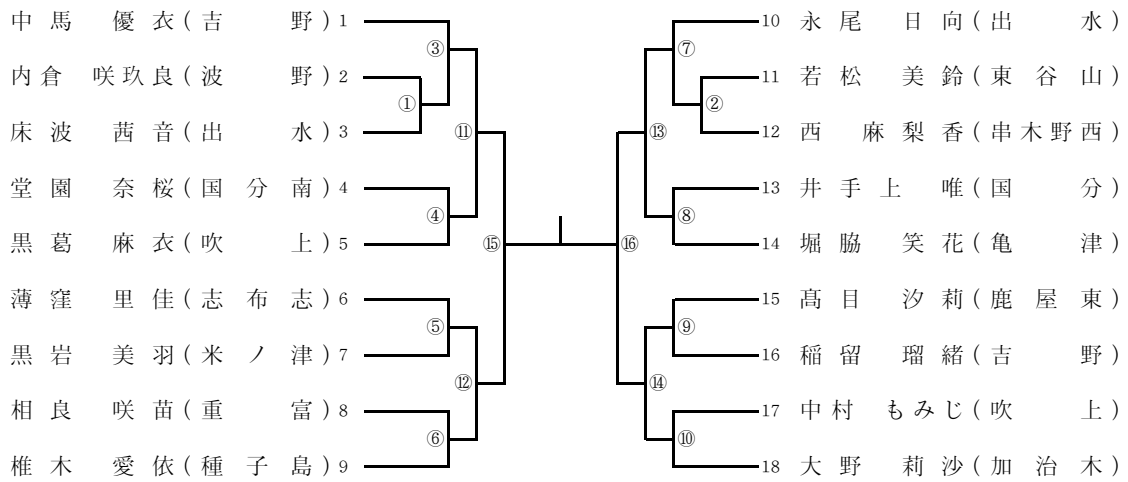 中馬 優衣(吉野) 1
内倉 咲玖良(波野) 2
床波 茜音(出水) 3
堂園 奈桜(国分南) 4
黒葛 麻衣(吹上) 5
薄窪 里佳(志布志) 6
黒岩 美羽(米ノ津) 7
相良 咲苗(重富) 8
椎木 愛依(種子島) 9
③
①
⑪
④
⑮
⑤
⑫
⑥
⑦
②
⑬
⑧
⑯
⑨
⑭
⑩
10 永尾 日向(出水)
11 若松 美鈴(東谷山)
12 西 麻梨香(串木野西)
13 井手上 唯(国分)
14 堀脇 笑花(亀津)
15 髙目 汐莉(鹿屋東)
16 稲留 瑠緒(吉野)
17 中村 もみじ(吹上)
18 大野 莉沙(加治木)